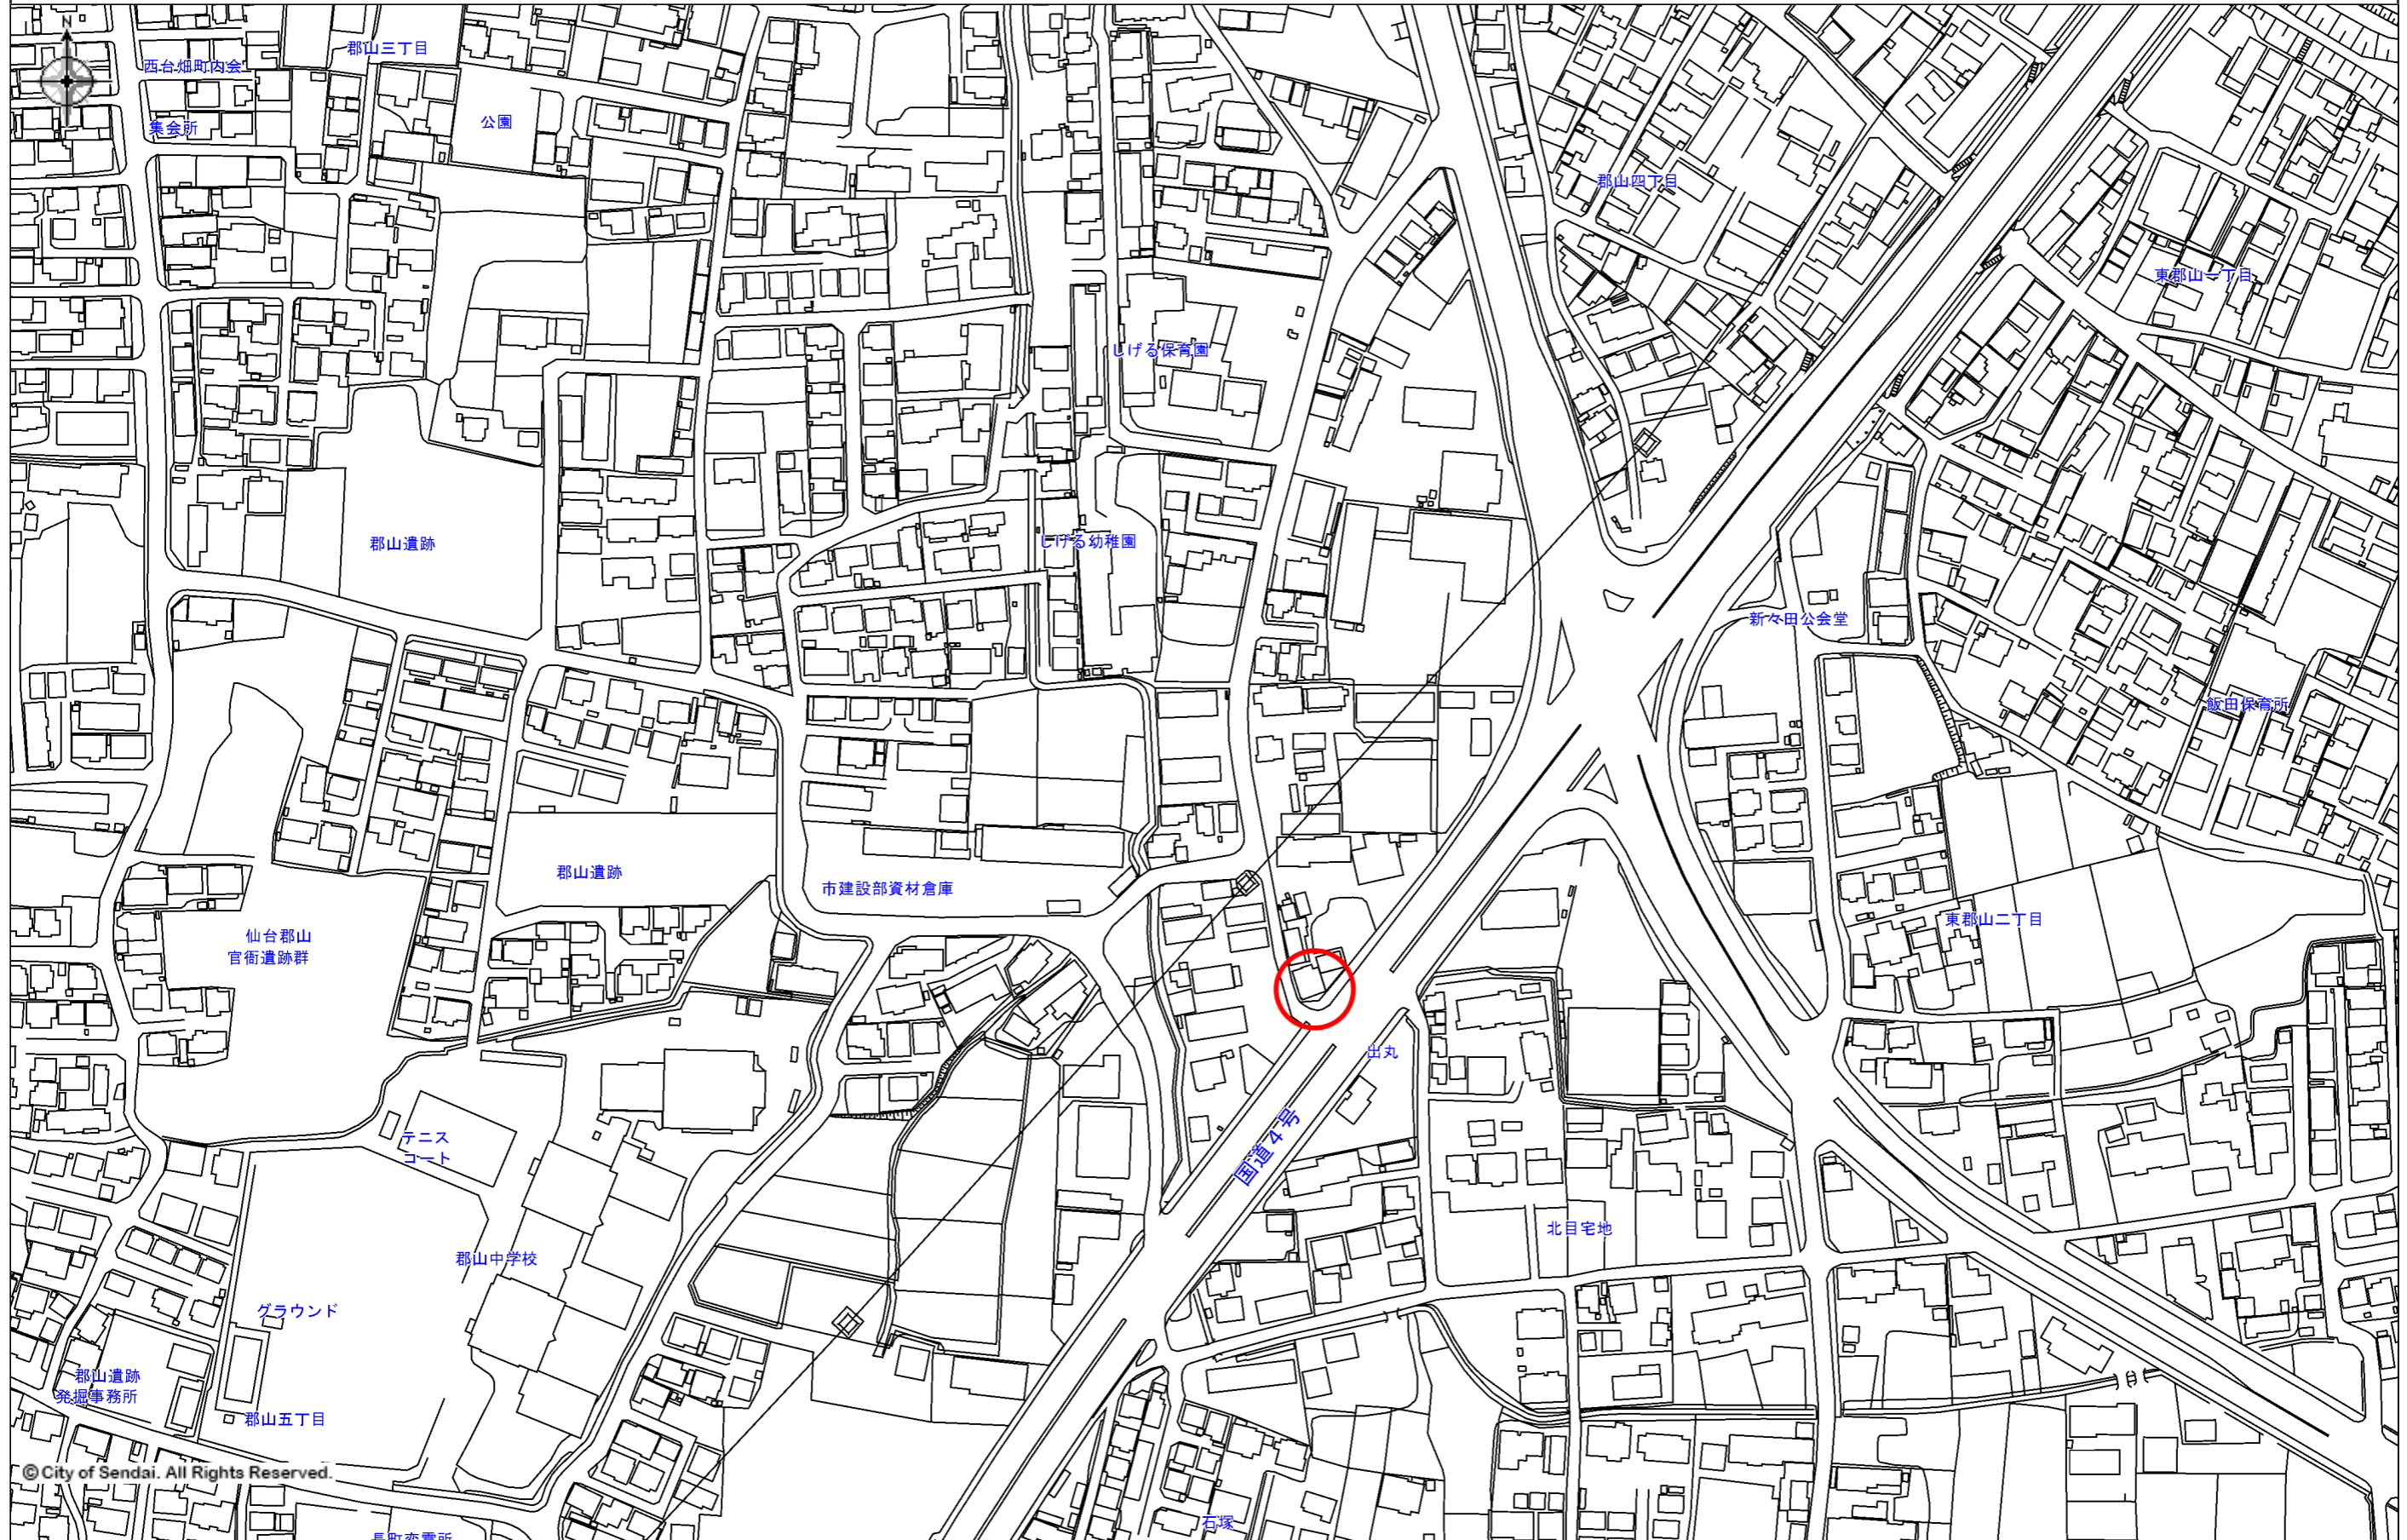 N
郡山三丁目
西台畑町内会
集会所
公園
郡山四丁目
東郡山一丁目
しげる保育園
郡山遺跡
しげる幼稚園
新々田公会堂
飯田保育所
郡山遺跡
市建設部資材倉庫
東郡山二丁目
仙台郡山
官衙遺跡群
出丸
国道4号
テニス
コート
北目宅地
郡山中学校
グラウンド
郡山遺跡
発掘事務所
郡山五丁目
©City of Sendai. All Rights Reserved.
石塚
長町変電所